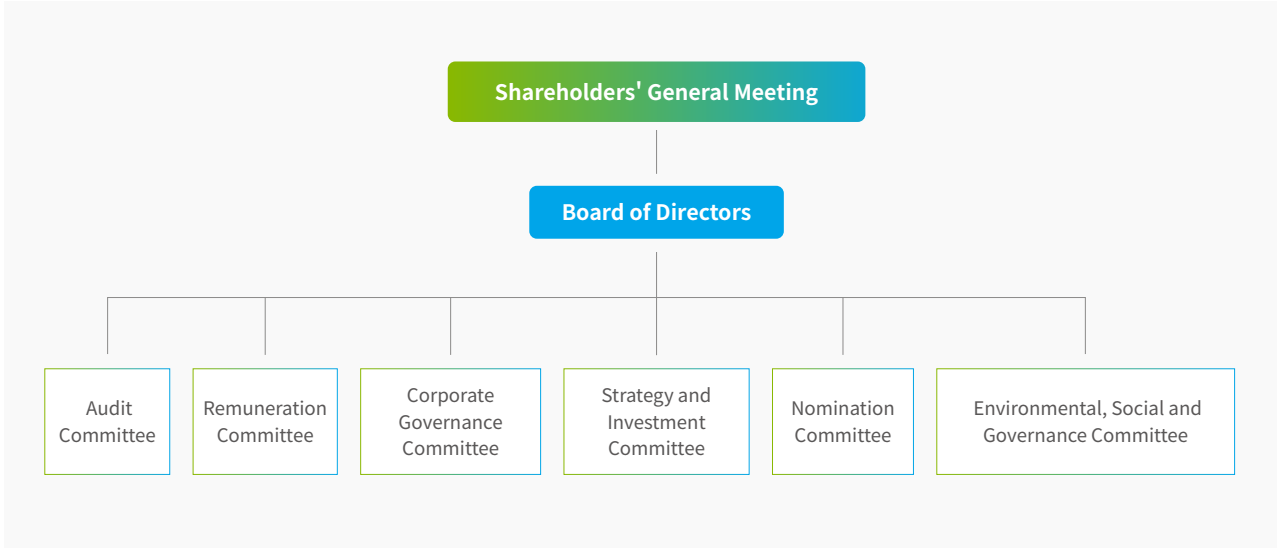 Shareholders' General Meeting
Board of Directors
Audit
Committee
Remuneration
Committee
Corporate
Governance
Committee
Strategy and
Investment
Committee
Nomination
Committee
Environmental, Social and
Governance Committee